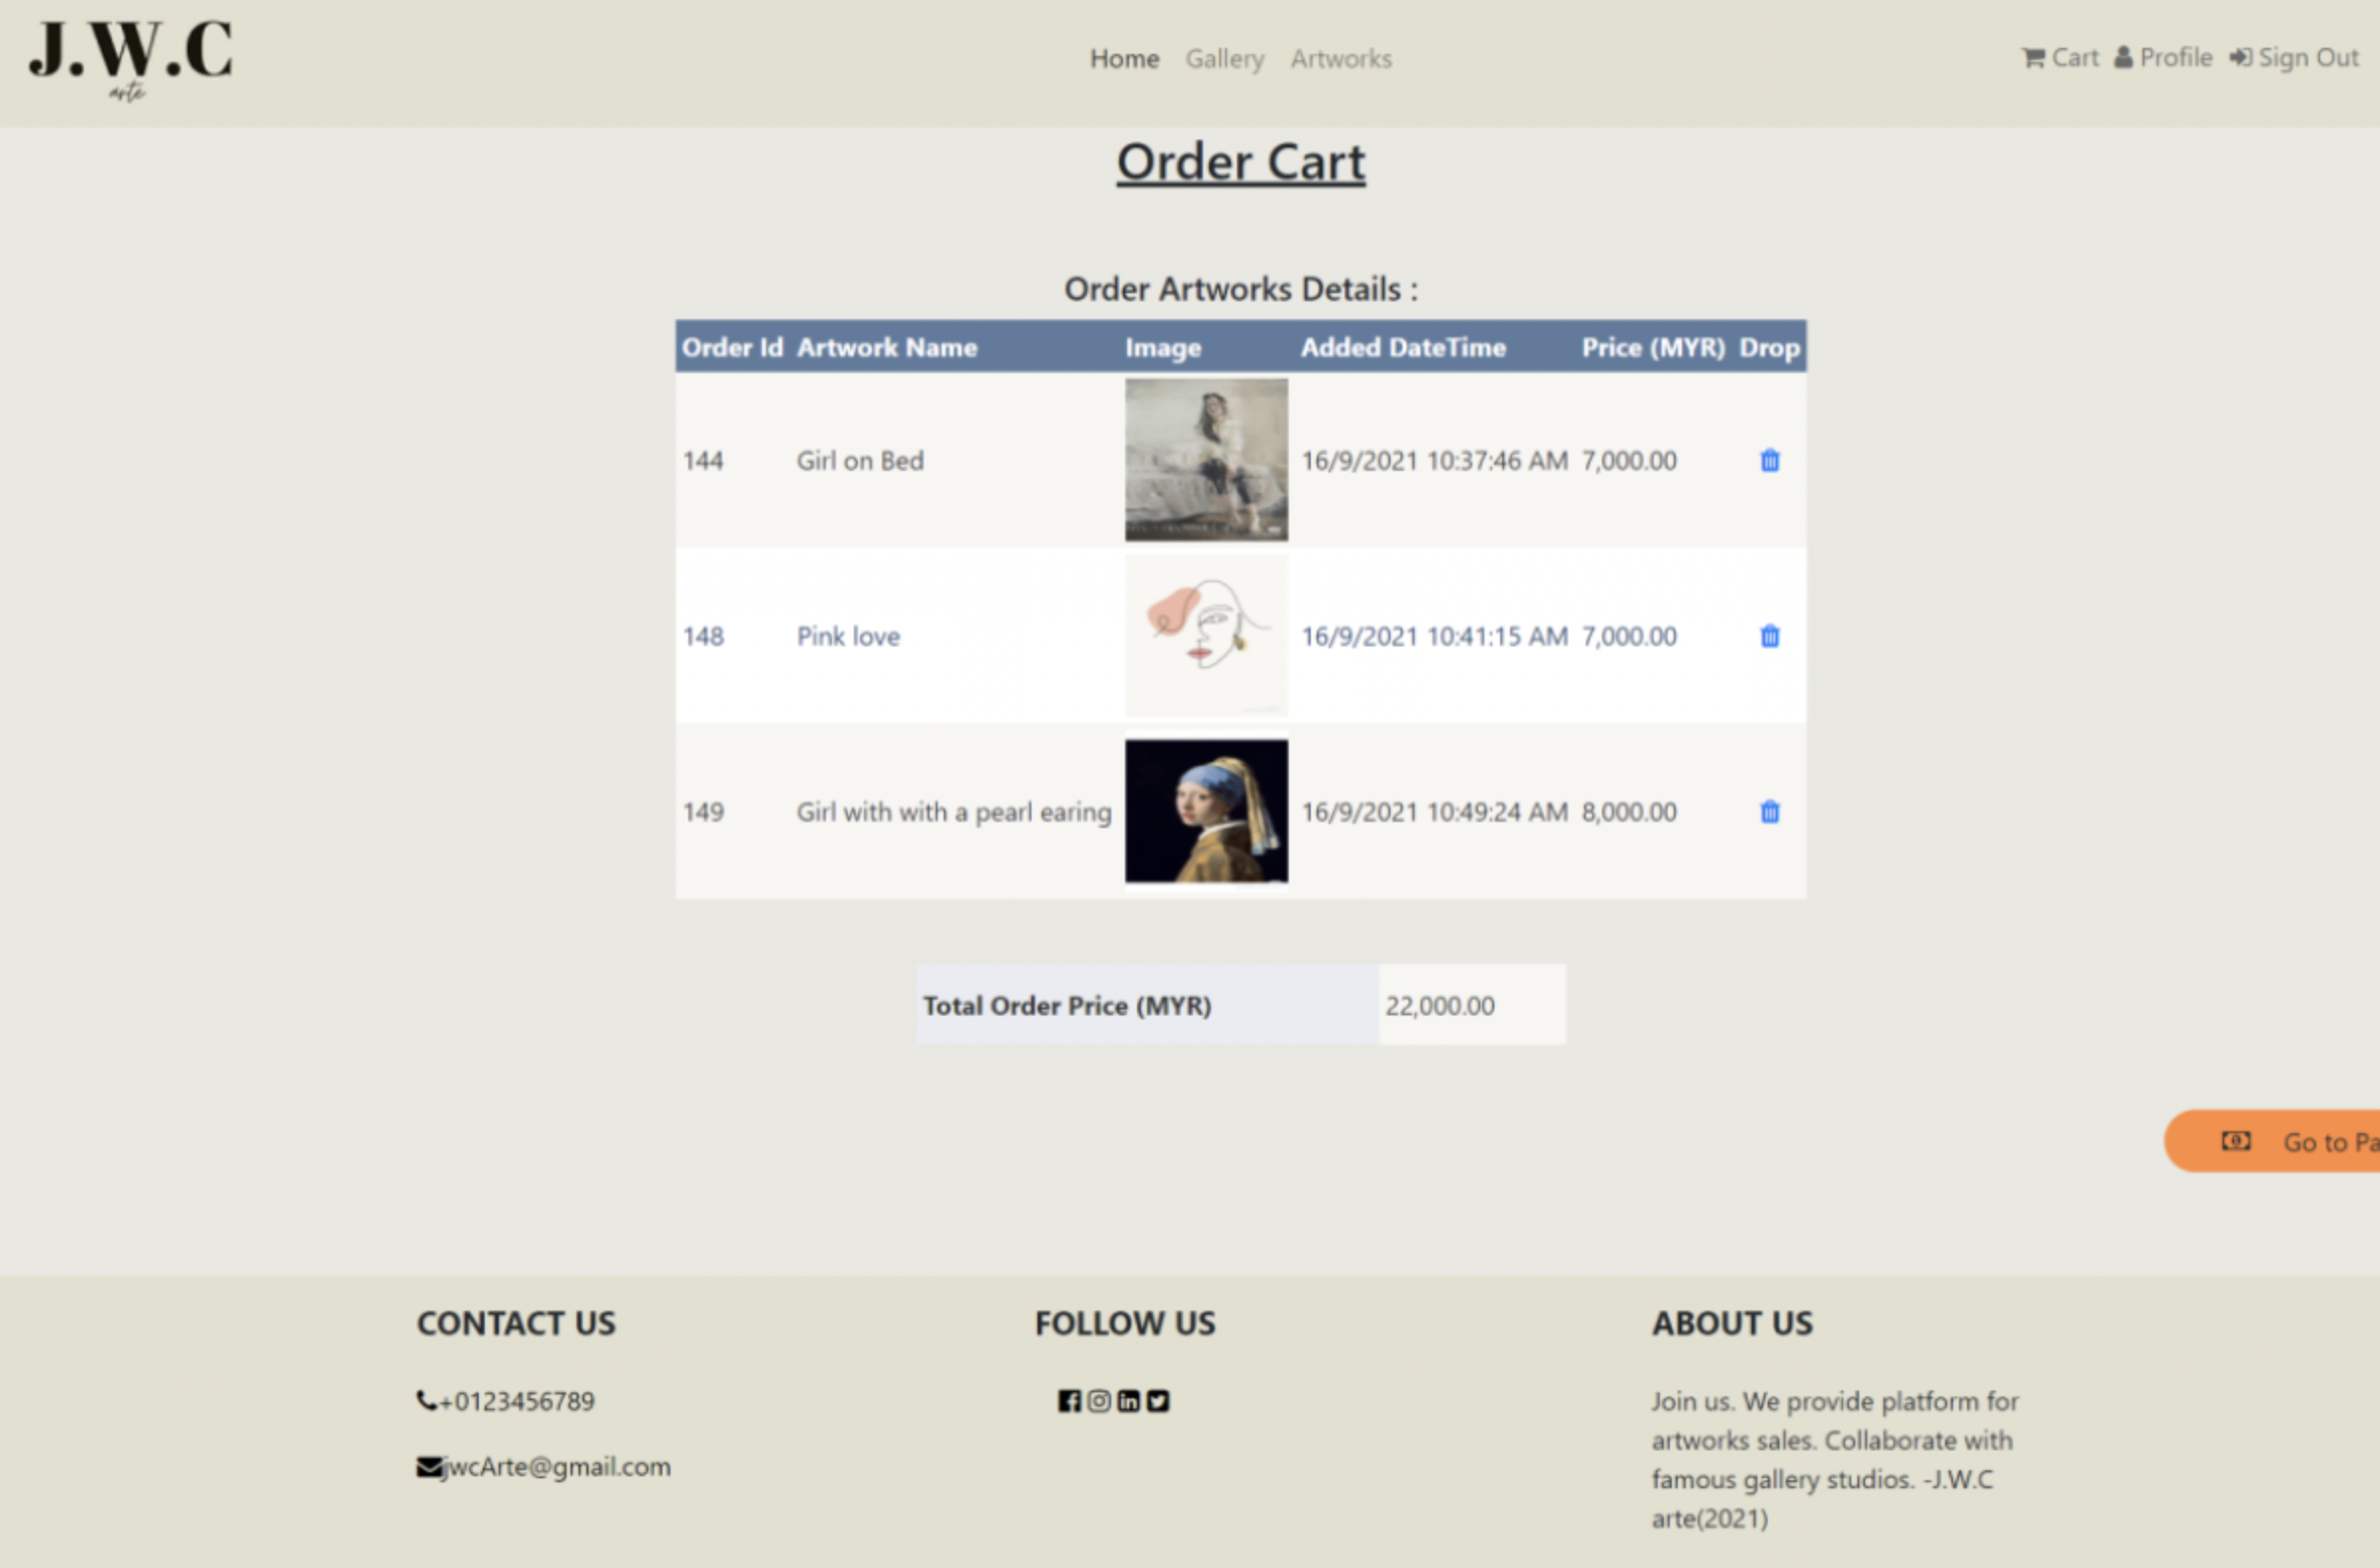 J.W.C
arte
Home Gallery Artworks
Cart Profile Sign Out
Order Cart
Order Artworks Details :
Order Id Artwork Name Image Added DateTime Price (MYR) Drop
144 Girl on Bed 16/9/2021 10:37:46 AM 7,000.00
148 Pink love 16/9/2021 10:41:15 AM 7,000.00
149 Girl with with a pearl earing 16/9/2021 10:49:24 AM 8,000.00
Total Order Price (MYR) 22,000.00
Go to Pa
CONTACT US
+0123456789
jwcArte@gmail.com
FOLLOW US
ABOUT US
Join us. We provide platform for
artworks sales. Collaborate with
famous gallery studios. -J.W.C
arte(2021)